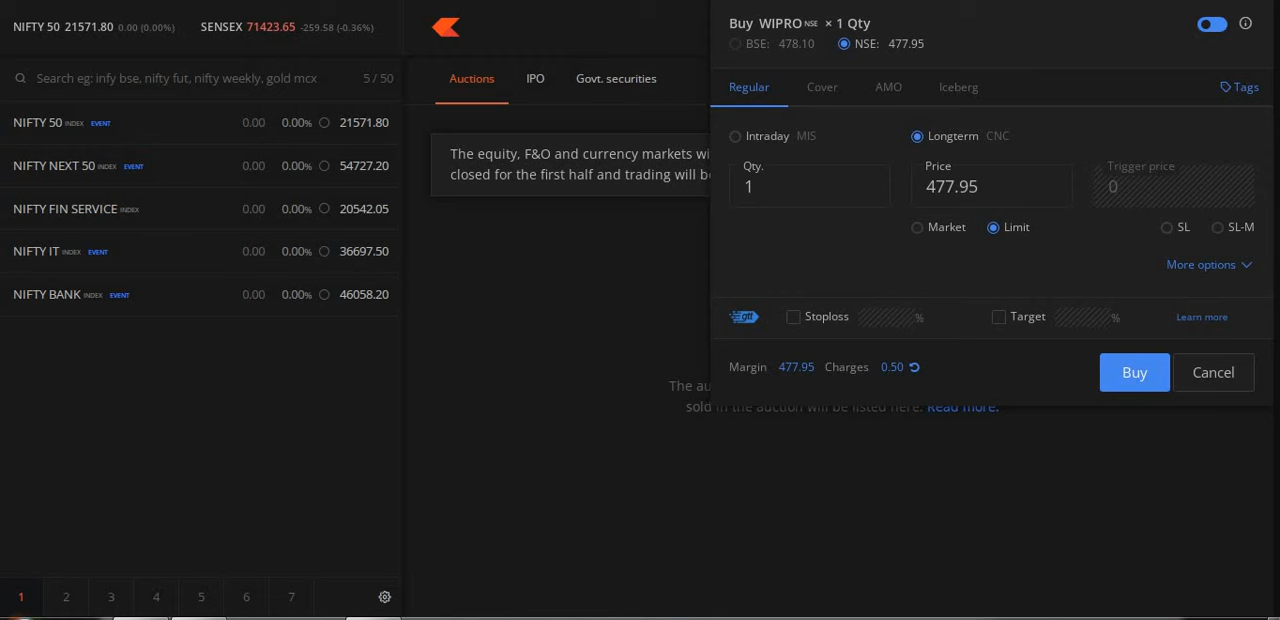 NIFTY 50 21571.80 0.00 (0.00%) SENSEX 71423.65 -259.58 (-0.36%)
Search eg: infy bse, nifty fut, nifty weekly, gold mcx 5 / 50
NIFTY 50 INDEX EVENT 0.00 0.00% 21571.80
NIFTY NEXT 50 INDEX EVENT 0.00 0.00% 54727.20
NIFTY FIN SERVICE INDEX 0.00 0.00% 20542.05
NIFTY IT INDEX EVENT 0.00 0.00% 36697.50
NIFTY BANK INDEX EVENT 0.00 0.00% 46058.20
1 2 3 4 5 6 7
Auctions IPO Govt. securities
The equity, F&O and currency markets wi
closed for the first half and trading will b
The au
sold in the auction will be listed here. Read more.
Buy WIPRO NSE × 1 Qty
BSE: 478.10 NSE: 477.95
Regular Cover AMO Iceberg Tags
Intraday MIS Longterm CNC
Qty. Price Trigger price
1 477.95 0
Market Limit SL SL-M
More options
gtt Stoploss % Target % Learn more
Margin 477.95 Charges 0.50
Buy Cancel